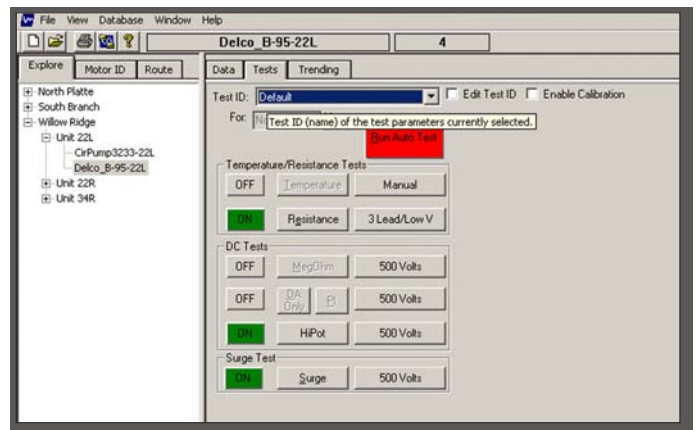 File View Database Window Help
Delco_B-95-22L 4
Explore Motor ID Route
Data Tests Trending
North Platte
South Branch
Willow Ridge
Unit 22L
CirPump3233-22L
Delco_B-95-22L
Unit 22R
Unit 34R
Test ID: Default Edit Test ID Enable Calibration
For:
Test ID (name) of the test parameters currently selected.
Run Auto Test
Temperature/Resistance Tests
OFF Temperature Manual
ON Resistance 3 Lead/Low V
DC Tests
OFF MegOhm 500 Volts
OFF DA Only PI 500 Volts
ON HiPot 500 Volts
Surge Test
ON Surge 500 Volts